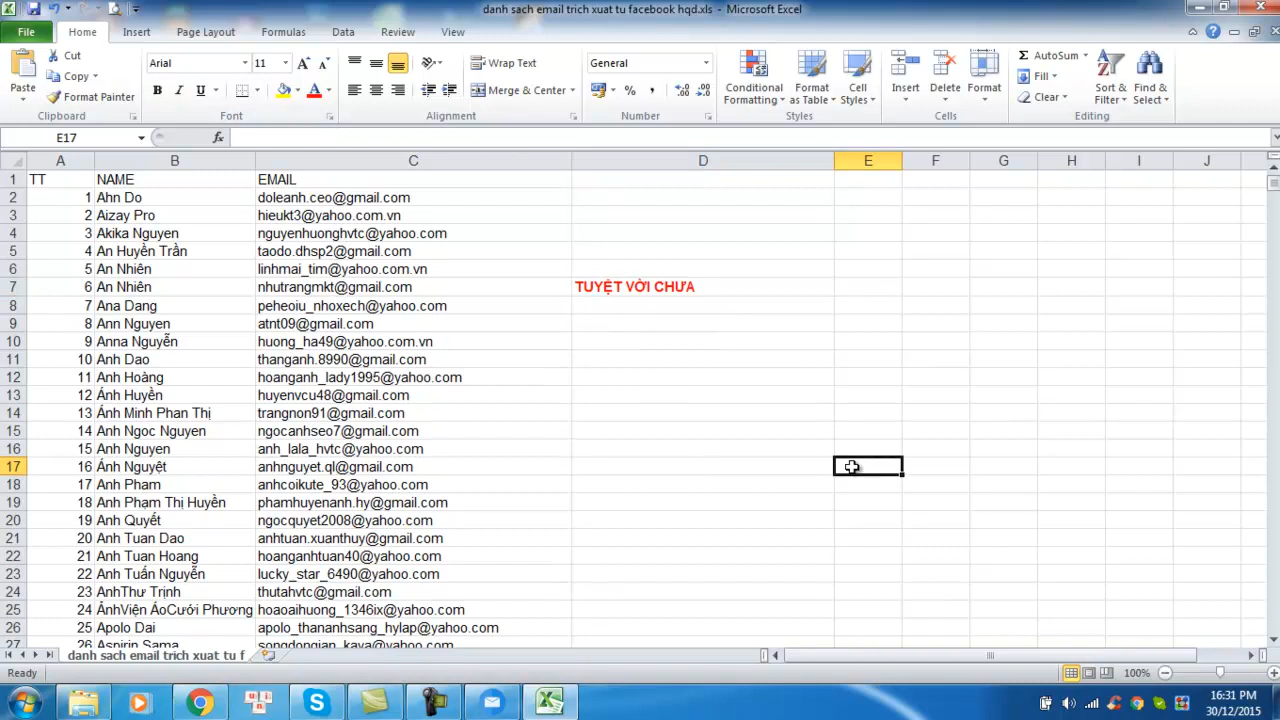 danh sach email trich xuat tu facebook hqd.xls - Microsoft Excel
File Home Insert Page Layout Formulas Data Review View
Paste
Cut
Copy
Format Painter
Clipboard
Arial 11
B I U A
Font
Wrap Text
Merge & Center
Alignment
General
% ,
Number
Conditional Formatting
Format as Table
Cell Styles
Styles
Insert Delete Format
Cells
AutoSum
Fill
Clear
Sort & Filter
Find & Select
Editing
E17 fx
A B C D E F G H I J
1 TT NAME EMAIL
2 1 Ahn Do doleanh.ceo@gmail.com
3 2 Aizay Pro hieukt3@yahoo.com.vn
4 3 Akika Nguyen nguyenhuonghvtc@yahoo.com
5 4 An Huyền Trần taodo.dhsp2@gmail.com
6 5 An Nhiên linhmai_tim@yahoo.com.vn
7 6 An Nhiên nhutrangmkt@gmail.com TUYỆT VỜI CHƯA
8 7 Ana Dang peheoiu_nhoxech@yahoo.com
9 8 Ann Nguyen atnt09@gmail.com
10 9 Anna Nguyễn huong_ha49@yahoo.com.vn
11 10 Anh Dao thanganh.8990@gmail.com
12 11 Anh Hoàng hoanganh_lady1995@yahoo.com
13 12 Ánh Huyền huyenvcu48@gmail.com
14 13 Ánh Minh Phan Thị trangnon91@gmail.com
15 14 Anh Ngoc Nguyen ngocanhseo7@gmail.com
16 15 Anh Nguyen anh_lala_hvtc@yahoo.com
17 16 Ánh Nguyệt anhnguyet.ql@gmail.com
18 17 Anh Pham anhcoikute_93@yahoo.com
19 18 Anh Phạm Thị Huyền phamhuyenanh.hy@gmail.com
20 19 Anh Quyết ngocquyet2008@yahoo.com
21 20 Anh Tuan Dao anhtuan.xuanthuy@gmail.com
22 21 Anh Tuan Hoang hoanganhtuan40@yahoo.com
23 22 Anh Tuấn Nguyễn lucky_star_6490@yahoo.com
24 23 AnhThư Trịnh thutahvtc@gmail.com
25 24 ẢnhViện ÁoCưới Phương hoaoaihuong_1346ix@yahoo.com
26 25 Apolo Dai apolo_thananhsang_hylap@yahoo.com
27 26 Aspirin Sama songdongian_kaya@yahoo.com
danh sach email trich xuat tu f
Ready 100%
16:31 PM
30/12/2015